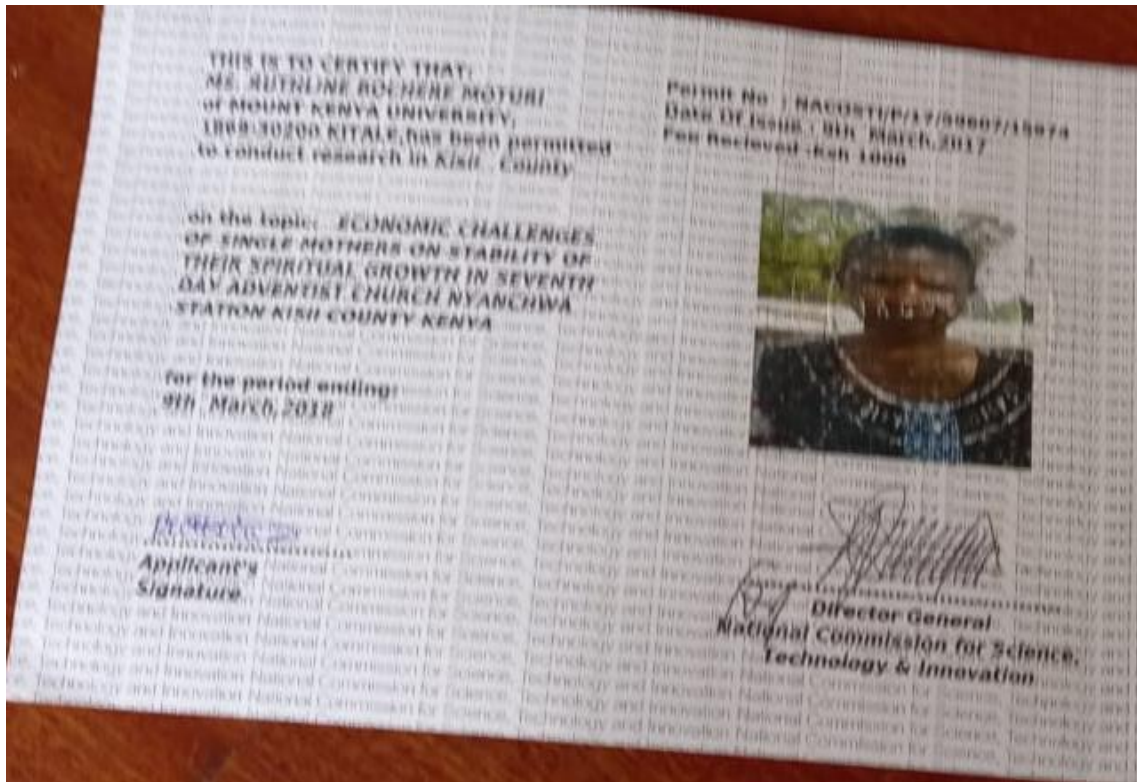 THIS IS TO CERTIFY THAT:
MS. RUTHLINE BOCHERE MOTURI
of MOUNT KENYA UNIVERSITY,
1868-30200 KITALE,has been permitted
to conduct research in Kisii County
on the topic: ECONOMIC CHALLENGES
OF SINGLE MOTHERS ON STABILITY OF
THEIR SPIRITUAL GROWTH IN SEVENTH
DAY ADVENTIST CHURCH NYANCHWA
STATION KISII COUNTY KENYA
for the period ending:
9th March,2018
Applicant's
Signature
Permit No : NACOSTI/P/17/59607/15974
Date Of Issue : 9th March,2017
Fee Recieved :Ksh 1000
Director General
National Commission for Science,
Technology & Innovation